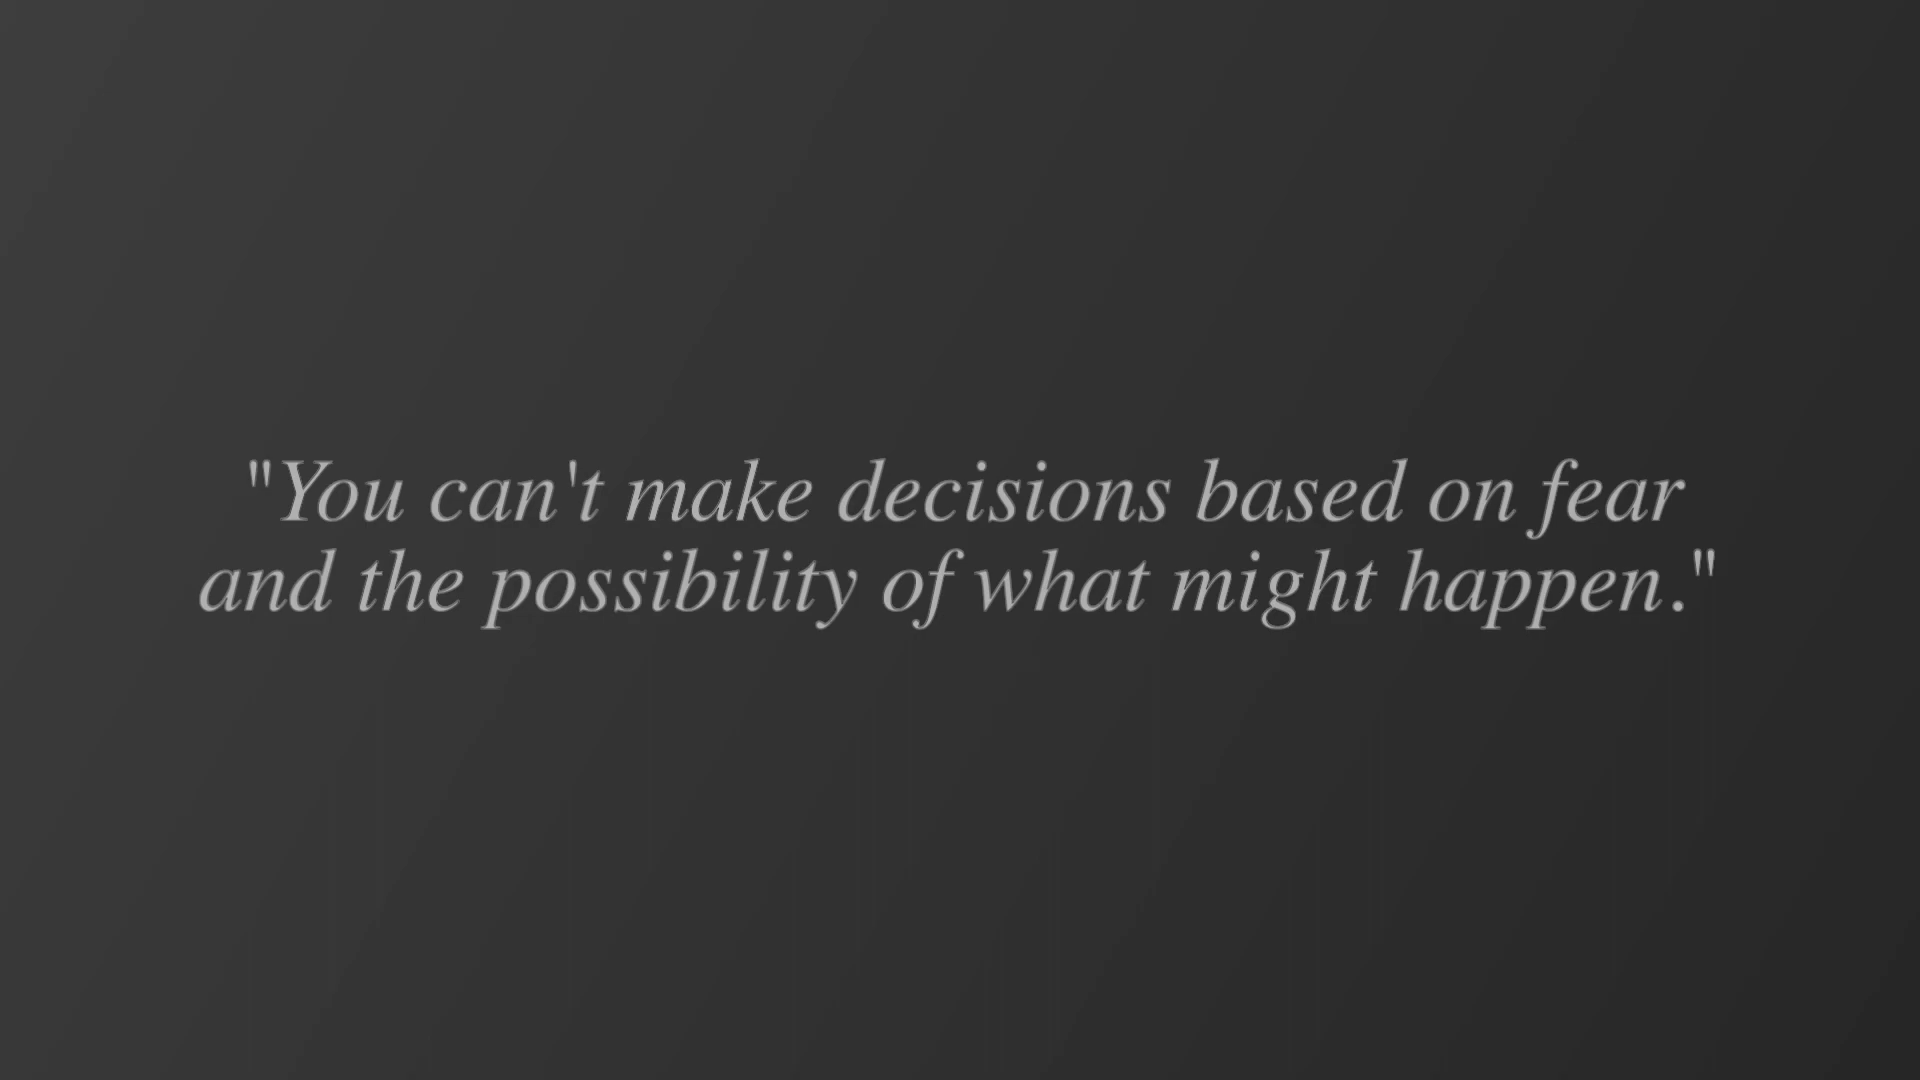 "You can't make decisions based on fear
and the possibility of what might happen."